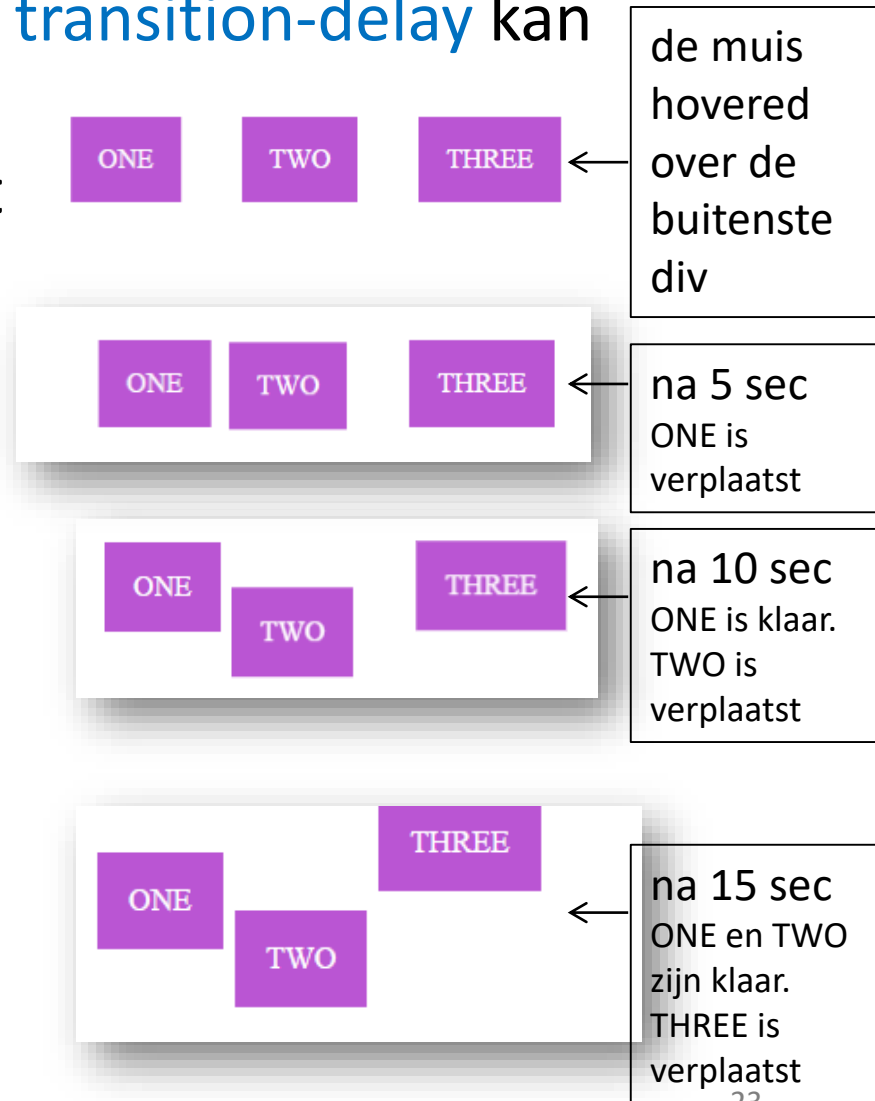 transition-delay kan
ONE TWO THREE
de muis
hovered
over de
buitenste
div
ONE TWO THREE
na 5 sec
ONE is
verplaatst
ONE TWO THREE
na 10 sec
ONE is klaar.
TWO is
verplaatst
THREE
ONE
TWO
na 15 sec
ONE en TWO
zijn klaar.
THREE is
verplaatst